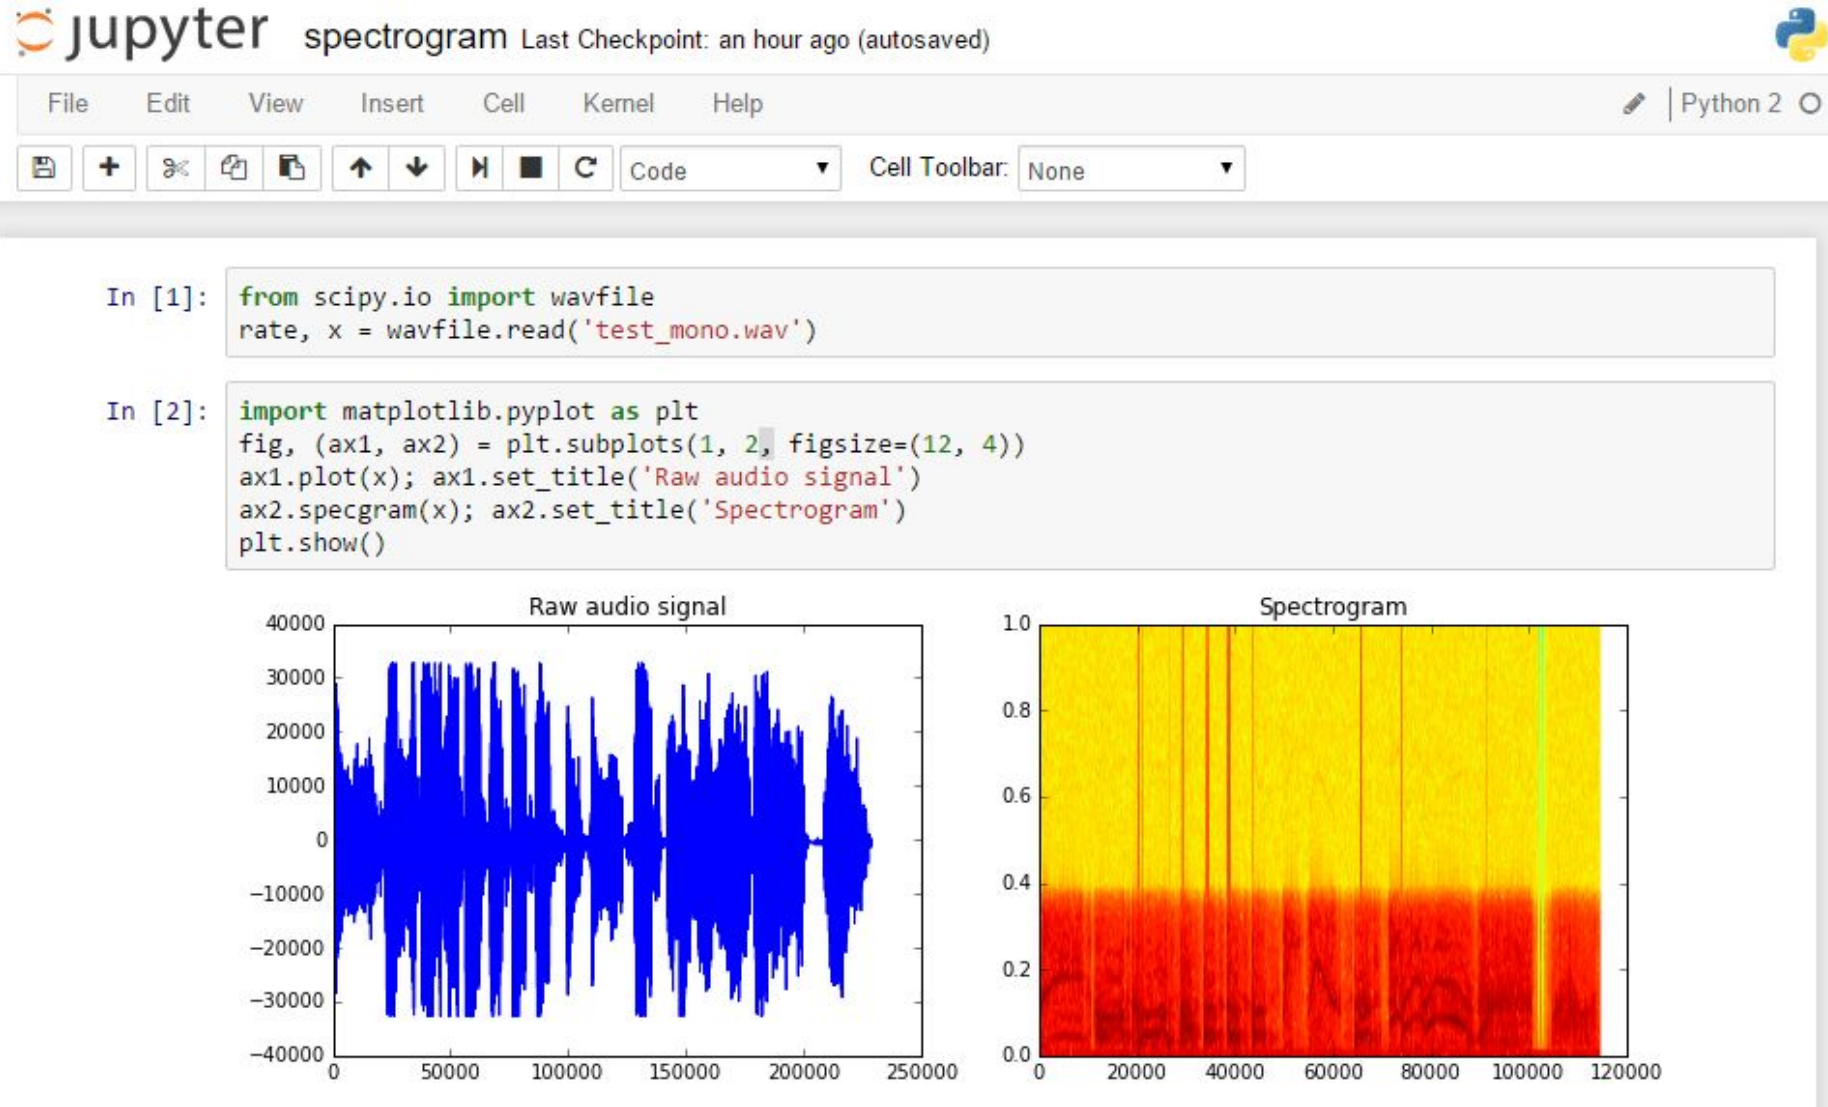 jupyter spectrogram Last Checkpoint: an hour ago (autosaved)
File Edit View Insert Cell Kernel Help Python 2
Code Cell Toolbar: None
In [1]: from scipy.io import wavfile
rate, x = wavfile.read('test_mono.wav')
In [2]: import matplotlib.pyplot as plt
fig, (ax1, ax2) = plt.subplots(1, 2, figsize=(12, 4))
ax1.plot(x); ax1.set_title('Raw audio signal')
ax2.specgram(x); ax2.set_title('Spectrogram')
plt.show()
Raw audio signal
40000
30000
20000
10000
0
−10000
−20000
−30000
−40000
0 50000 100000 150000 200000 250000
Spectrogram
1.0
0.8
0.6
0.4
0.2
0.0
0 20000 40000 60000 80000 100000 120000